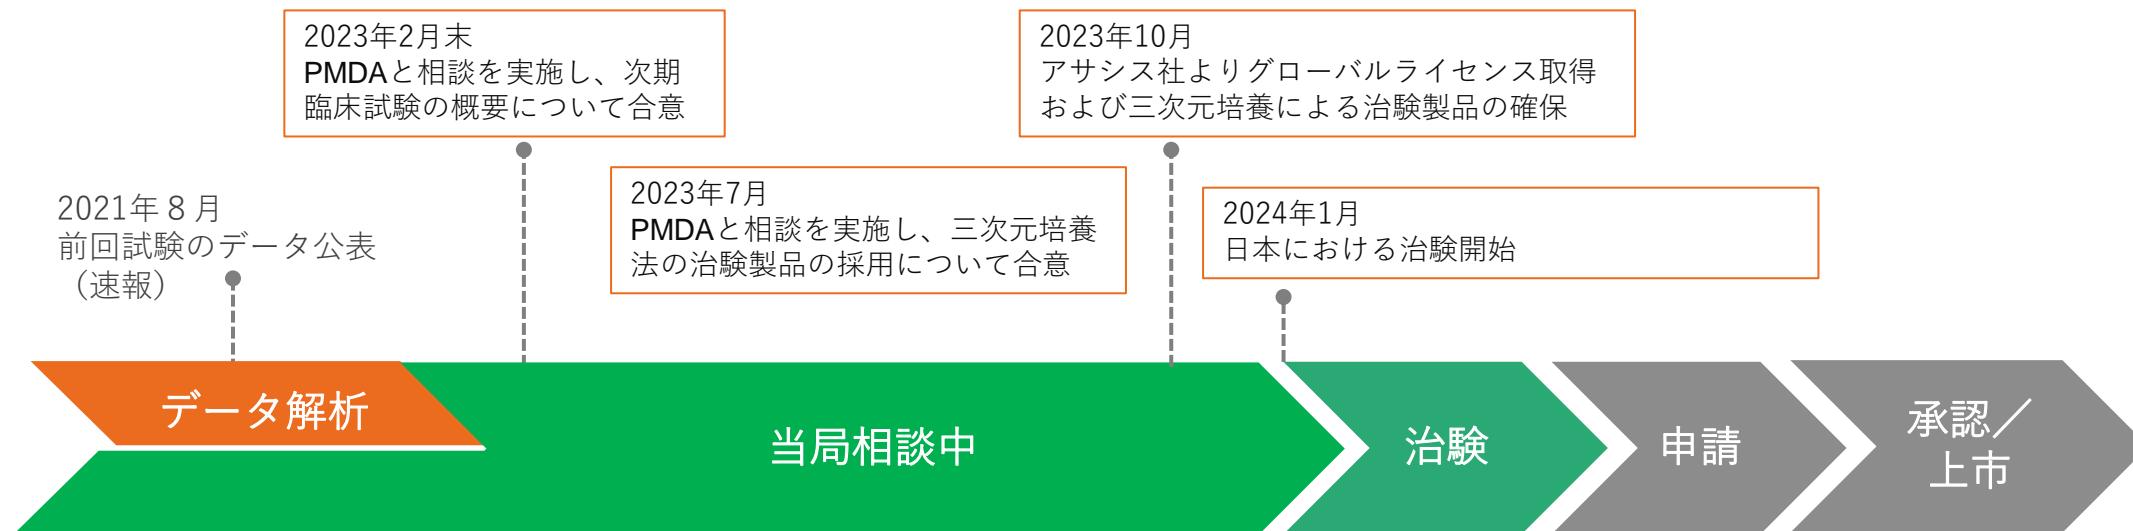 2023年2月末
PMDAと相談を実施し、次期
臨床試験の概要について合意
2023年10月
アサシス社よりグローバルライセンス取得
および三次元培養による治験製品の確保
2021年８月
前回試験のデータ公表
（速報）
2023年7月
PMDAと相談を実施し、三次元培養
法の治験製品の採用について合意
2024年1月
日本における治験開始
データ解析
当局相談中
治験
申請
承認／
上市